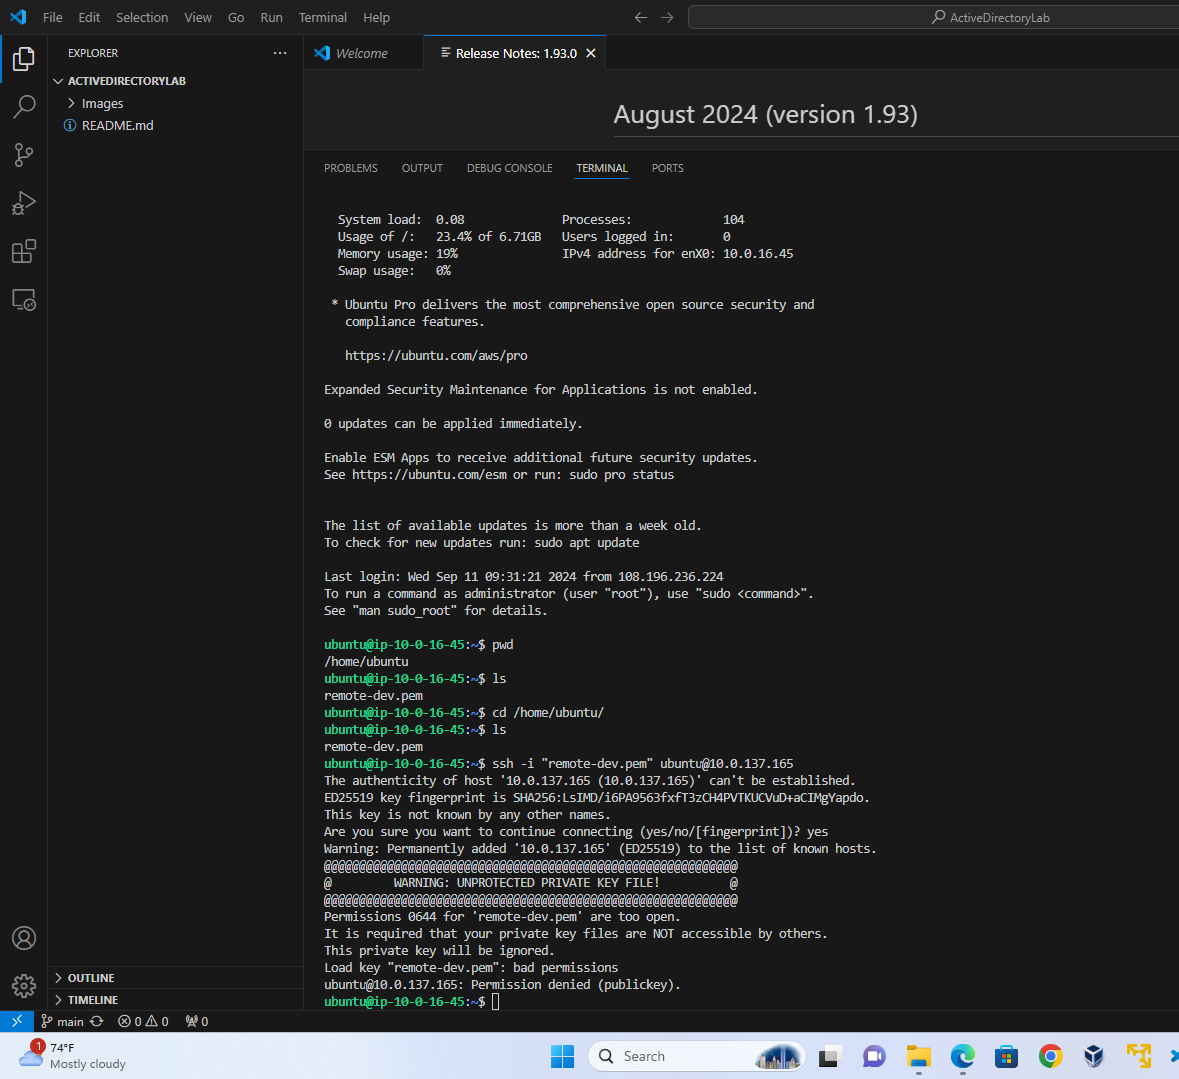 File Edit Selection View Go Run Terminal Help
ActiveDirectoryLab
EXPLORER
Welcome
Release Notes: 1.93.0
ACTIVEDIRECTORYLAB
Images
README.md
August 2024 (version 1.93)
PROBLEMS OUTPUT DEBUG CONSOLE TERMINAL PORTS
System load: 0.08 Processes: 104
Usage of /: 23.4% of 6.71GB Users logged in: 0
Memory usage: 19% IPv4 address for enX0: 10.0.16.45
Swap usage: 0%
* Ubuntu Pro delivers the most comprehensive open source security and
compliance features.
https://ubuntu.com/aws/pro
Expanded Security Maintenance for Applications is not enabled.
0 updates can be applied immediately.
Enable ESM Apps to receive additional future security updates.
See https://ubuntu.com/esm or run: sudo pro status
The list of available updates is more than a week old.
To check for new updates run: sudo apt update
Last login: Wed Sep 11 09:31:21 2024 from 108.196.236.224
To run a command as administrator (user "root"), use "sudo <command>".
See "man sudo_root" for details.
ubuntu@ip-10-0-16-45:~$ pwd
/home/ubuntu
ubuntu@ip-10-0-16-45:~$ ls
remote-dev.pem
ubuntu@ip-10-0-16-45:~$ cd /home/ubuntu/
ubuntu@ip-10-0-16-45:~$ ls
remote-dev.pem
ubuntu@ip-10-0-16-45:~$ ssh -i "remote-dev.pem" ubuntu@10.0.137.165
The authenticity of host '10.0.137.165 (10.0.137.165)' can't be established.
ED25519 key fingerprint is SHA256:LsIMD/i6PA9563fxfT3zCH4PVTKUCVuD+aCIMgYapdo.
This key is not known by any other names.
Are you sure you want to continue connecting (yes/no/[fingerprint])? yes
Warning: Permanently added '10.0.137.165' (ED25519) to the list of known hosts.
@@@@@@@@@@@@@@@@@@@@@@@@@@@@@@@@@@@@@@@@@@@@@@@@@@@@@@@@@@@
@ WARNING: UNPROTECTED PRIVATE KEY FILE! @
@@@@@@@@@@@@@@@@@@@@@@@@@@@@@@@@@@@@@@@@@@@@@@@@@@@@@@@@@@@
Permissions 0644 for 'remote-dev.pem' are too open.
It is required that your private key files are NOT accessible by others.
This private key will be ignored.
Load key "remote-dev.pem": bad permissions
ubuntu@10.0.137.165: Permission denied (publickey).
ubuntu@ip-10-0-16-45:~$
OUTLINE
TIMELINE
main 0 0 0
1
74°F
Mostly cloudy
Search